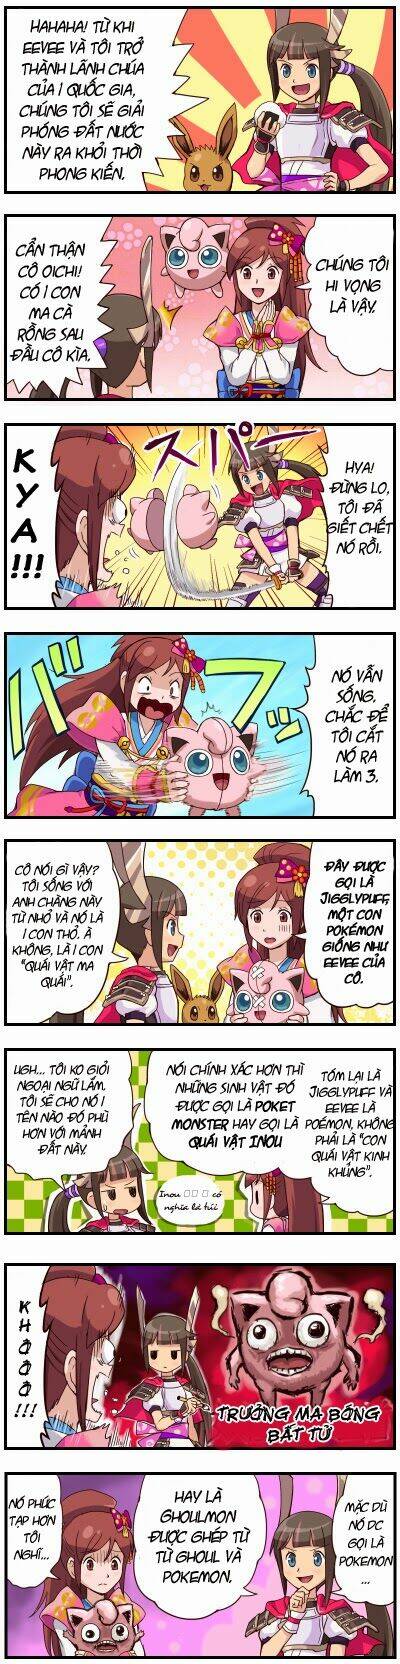 HAHAHA! TỪ KHI
EEVEE VÀ TÔI TRỞ
THÀNH LÃNH CHÚA
CỦA 1 QUỐC GIA,
CHÚNG TÔI SẼ GIẢI
PHÓNG ĐẤT NƯỚC
NÀY RA KHỎI THỜI
PHONG KIẾN.
CHÚNG TÔI
HI VỌNG
LÀ VẬY.
CẨN THẬN
CÔ OICHI!
CÓ 1 CON
MA CÀ
RỒNG SAU
ĐẦU CÔ KÌA.
スパー
HYA!
ĐỪNG LO,
TÔI ĐÃ
GIẾT CHẾT
NÓ RỒI.
KYA!!!
NÓ VẪN
SỐNG,
CHẮC ĐỂ
TÔI CẮT
NÓ RA
LÀM 3.
バフッ
ĐÂY ĐƯỢC
GỌI LÀ
JIGGLYPUFF,
MỘT CON
POKÉMON
GIỐNG NHƯ
EEVEE CỦA
CÔ.
CÔ NÓI GÌ VẬY?
TÔI SỐNG VỚI
ANH CHÀNG NÀY
TỪ NHỎ VÀ NÓ LÀ
1 CON THỎ. À
KHÔNG, LÀ 1 CON
"QUÁI VẬT MA
QUÁI".
TÓM LẠI LÀ
JIGGLYPUFF VÀ
EEVEE LÀ
POÉMON, KHÔNG
PHẢI LÀ "CON
QUÁI VẬT KINH
KHỦNG".
NÓI CHÍNH XÁC HƠN THÌ
NHỮNG SINH VẬT ĐÓ
ĐƯỢC GỌI LÀ POKET
MONSTER HAY GỌI LÀ
QUÁI VẬT INOU
Inou □□ □ có
nghĩa là túi
UGH... TÔI KO GIỎI
NGOẠI NGỮ LẮM.
TÔI SẼ CHO NÓ 1
TÊN NÀO ĐÓ PHÙ
HỢP VỚI MẢNH
ĐẤT NÀY.
TRƯỞNG MA BÓNG
BẤT TỬ
KHÔÔÔ!!!
MẶC DÙ
NÓ DC
GỌI LÀ
POKEMON
...
HAY LÀ
GHOULMON
ĐƯỢC GHÉP TỪ
TỪ GHOUL VÀ
POKEMON.
NÓ PHỨC
TẠP HƠN
TÔI
NGHĨ...